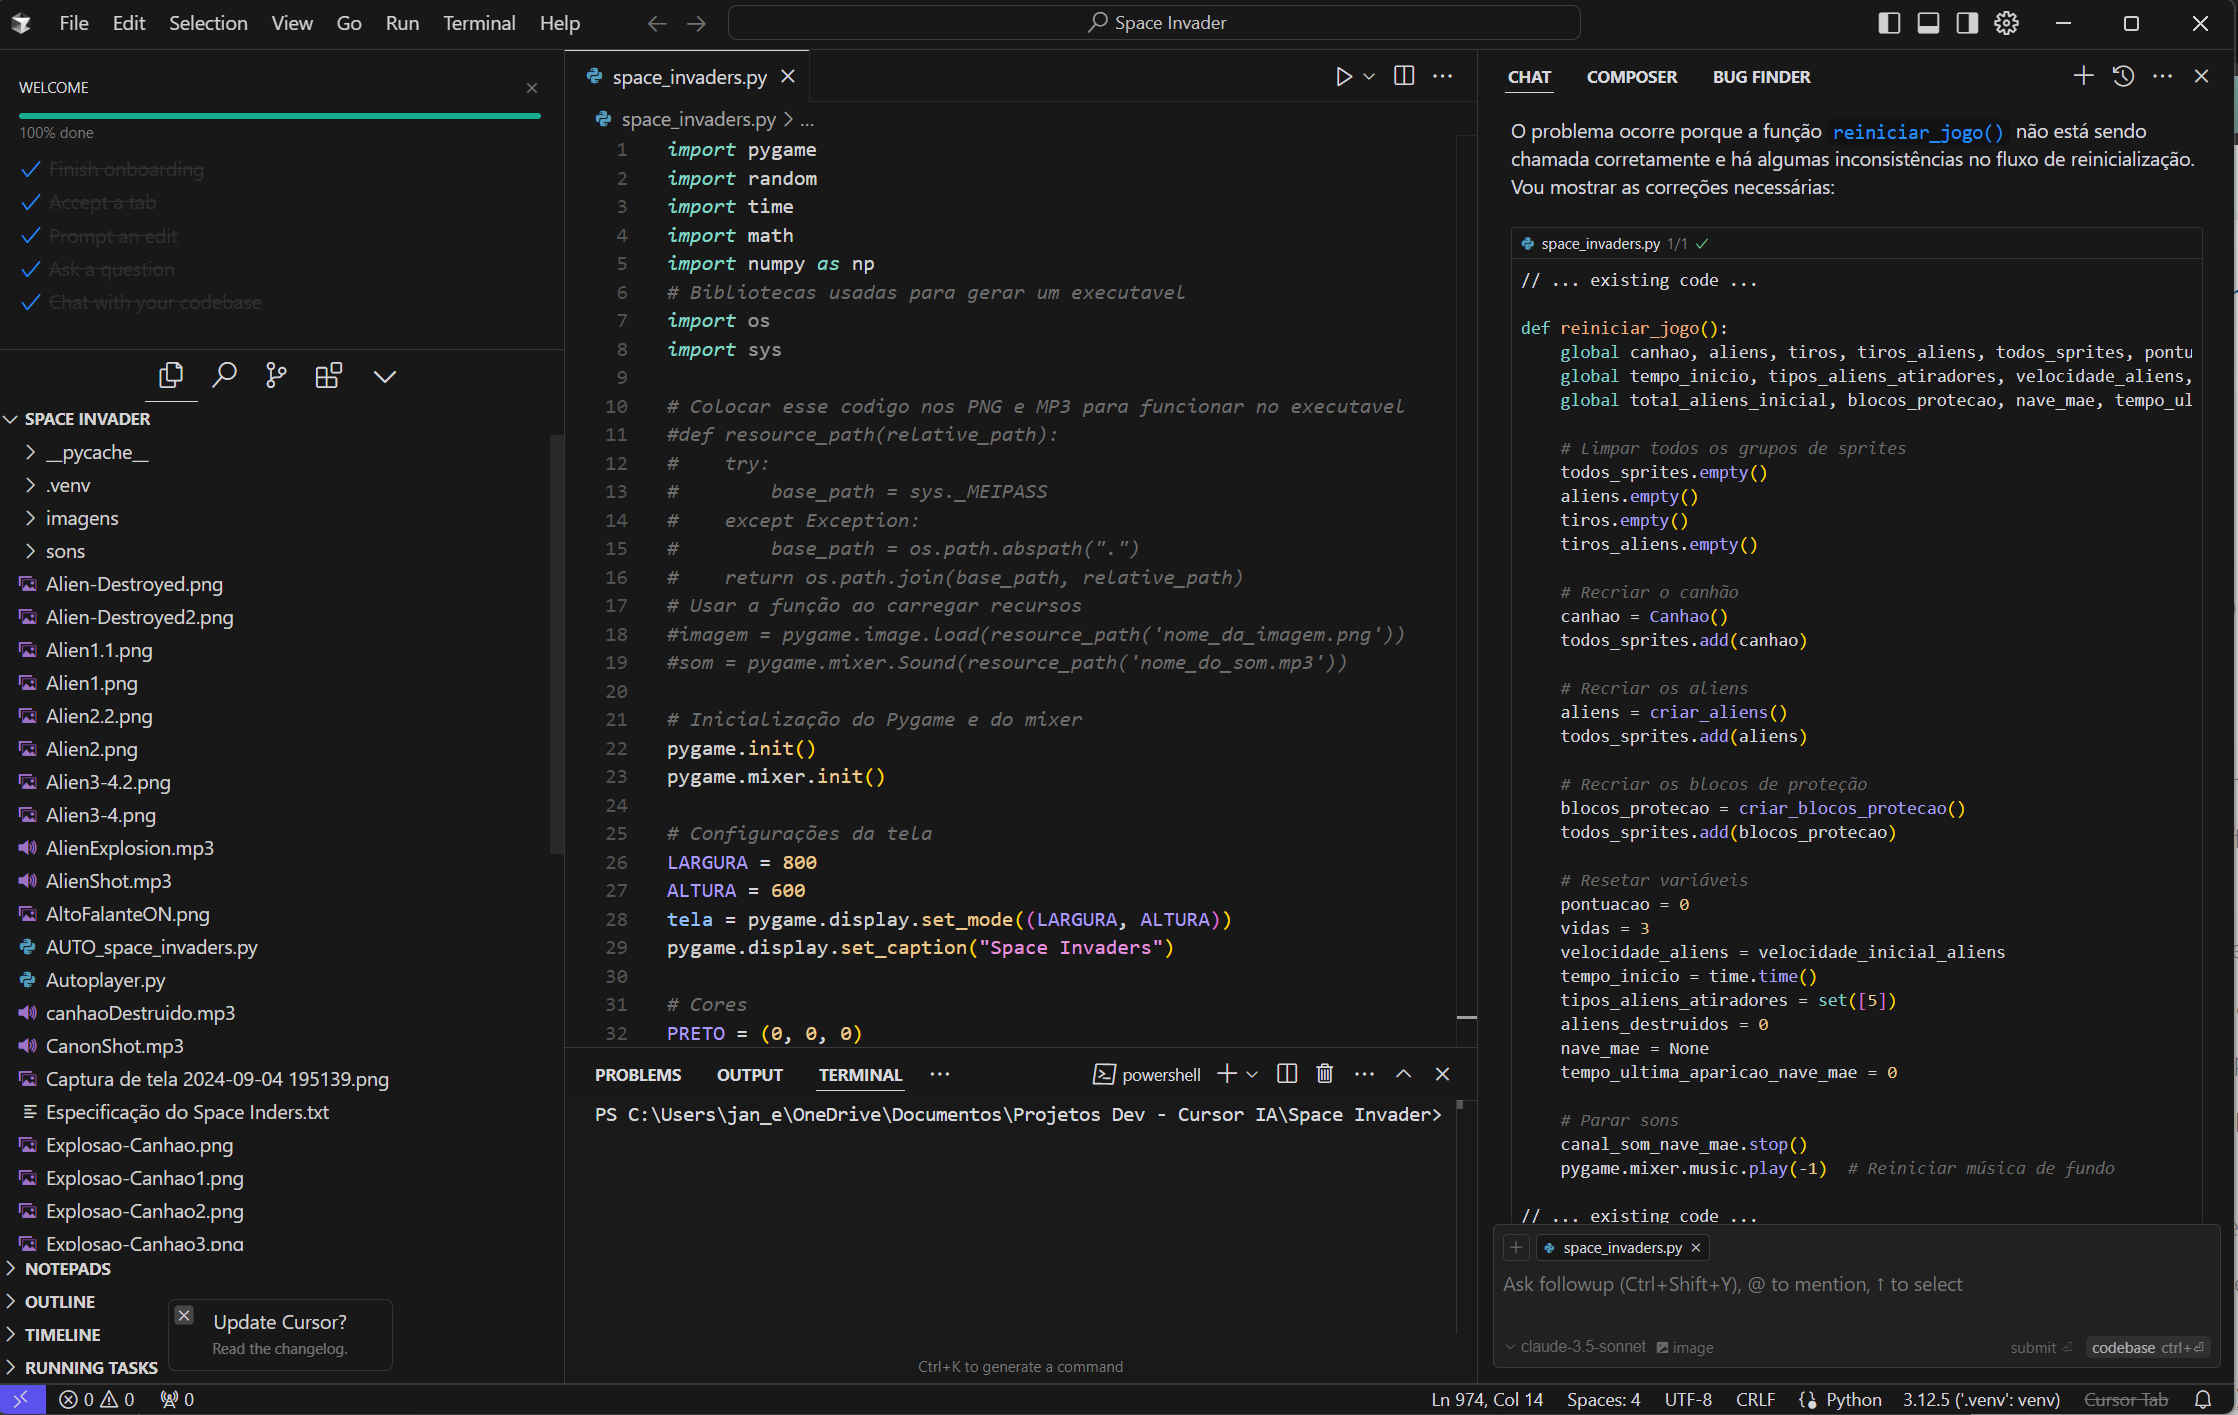 File Edit Selection View Go Run Terminal Help
Space Invader
WELCOME
100% done
Finish onboarding
Accept a tab
Prompt an edit
Ask a question
Chat with your codebase
SPACE INVADER
__pycache__
.venv
imagens
sons
Alien-Destroyed.png
Alien-Destroyed2.png
Alien1.1.png
Alien1.png
Alien2.2.png
Alien2.png
Alien3-4.2.png
Alien3-4.png
AlienExplosion.mp3
AlienShot.mp3
AltoFalanteON.png
AUTO_space_invaders.py
Autoplayer.py
canhaoDestruido.mp3
CanonShot.mp3
Captura de tela 2024-09-04 195139.png
Especificação do Space Inders.txt
Explosao-Canhao.png
Explosao-Canhao1.png
Explosao-Canhao2.png
Explosao-Canhao3.png
NOTEPADS
OUTLINE
TIMELINE
RUNNING TASKS
Update Cursor?
Read the changelog.
space_invaders.py
space_invaders.py > ...
1 import pygame
2 import random
3 import time
4 import math
5 import numpy as np
6 # Bibliotecas usadas para gerar um executavel
7 import os
8 import sys
9
10 # Colocar esse codigo nos PNG e MP3 para funcionar no executavel
11 #def resource_path(relative_path):
12 #    try:
13 #        base_path = sys._MEIPASS
14 #    except Exception:
15 #        base_path = os.path.abspath(".")
16 #    return os.path.join(base_path, relative_path)
17 # Usar a função ao carregar recursos
18 #imagem = pygame.image.load(resource_path('nome_da_imagem.png'))
19 #som = pygame.mixer.Sound(resource_path('nome_do_som.mp3'))
20
21 # Inicialização do Pygame e do mixer
22 pygame.init()
23 pygame.mixer.init()
24
25 # Configurações da tela
26 LARGURA = 800
27 ALTURA = 600
28 tela = pygame.display.set_mode((LARGURA, ALTURA))
29 pygame.display.set_caption("Space Invaders")
30
31 # Cores
32 PRETO = (0, 0, 0)
PROBLEMS OUTPUT TERMINAL ... powershell
PS C:\Users\jan_e\OneDrive\Documentos\Projetos Dev - Cursor IA\Space Invader>
Ctrl+K to generate a command
CHAT COMPOSER BUG FINDER
O problema ocorre porque a função reiniciar_jogo() não está sendo
chamada corretamente e há algumas inconsistências no fluxo de reinicialização.
Vou mostrar as correções necessárias:
space_invaders.py 1/1
// ... existing code ...
def reiniciar_jogo():
    global canhao, aliens, tiros, tiros_aliens, todos_sprites, pontu
    global tempo_inicio, tipos_aliens_atiradores, velocidade_aliens,
    global total_aliens_inicial, blocos_protecao, nave_mae, tempo_ul
    # Limpar todos os grupos de sprites
    todos_sprites.empty()
    aliens.empty()
    tiros.empty()
    tiros_aliens.empty()
    # Recriar o canhão
    canhao = Canhao()
    todos_sprites.add(canhao)
    # Recriar os aliens
    aliens = criar_aliens()
    todos_sprites.add(aliens)
    # Recriar os blocos de proteção
    blocos_protecao = criar_blocos_protecao()
    todos_sprites.add(blocos_protecao)
    # Resetar variáveis
    pontuacao = 0
    vidas = 3
    velocidade_aliens = velocidade_inicial_aliens
    tempo_inicio = time.time()
    tipos_aliens_atiradores = set([5])
    aliens_destruidos = 0
    nave_mae = None
    tempo_ultima_aparicao_nave_mae = 0
    # Parar sons
    canal_som_nave_mae.stop()
    pygame.mixer.music.play(-1)  # Reiniciar música de fundo
// ... existing code ...
space_invaders.py
Ask followup (Ctrl+Shift+Y), @ to mention, ↑ to select
claude-3.5-sonnet image submit codebase ctrl+⏎
0 0 0 Ln 974, Col 14 Spaces: 4 UTF-8 CRLF Python 3.12.5 ('.venv': venv) Cursor Tab